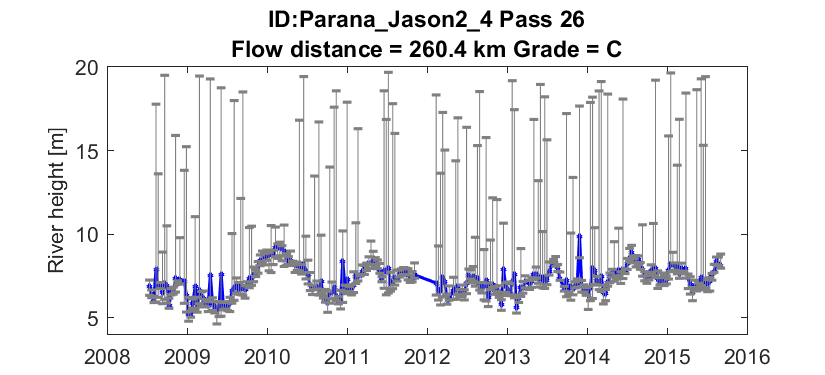 ID:Parana_Jason2_4 Pass 26
Flow distance = 260.4 km Grade = C
River height [m]
20
15
10
5
2008 2009 2010 2011 2012 2013 2014 2015 2016